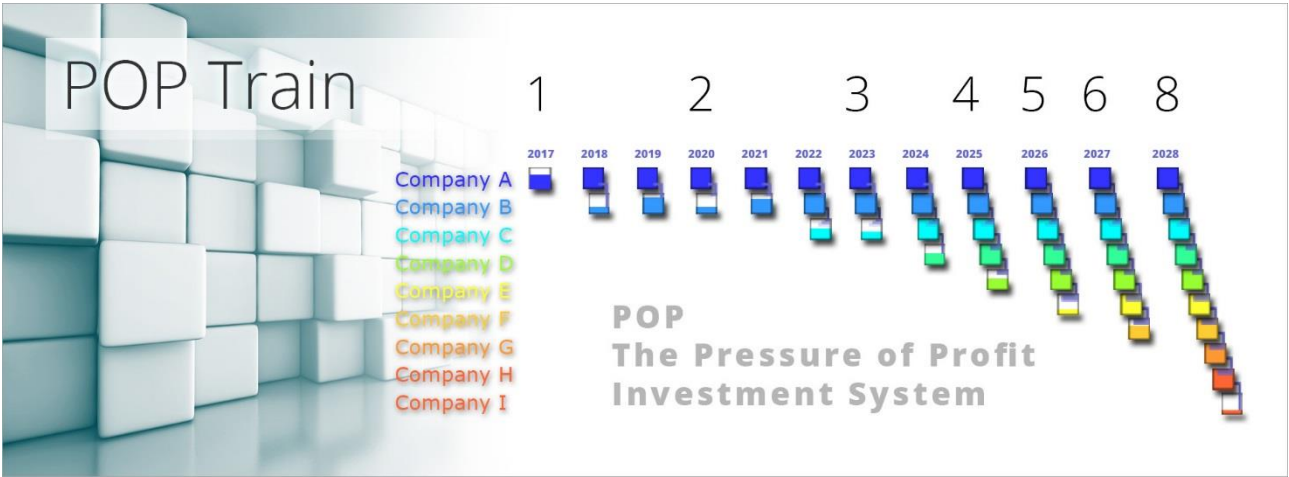 POP Train
1 2 3 4 5 6 8
2017 2018 2019 2020 2021 2022 2023 2024 2025 2026 2027 2028
Company A
Company B
Company C
Company D
Company E
Company F
Company G
Company H
Company I
POP
The Pressure of Profit
Investment System